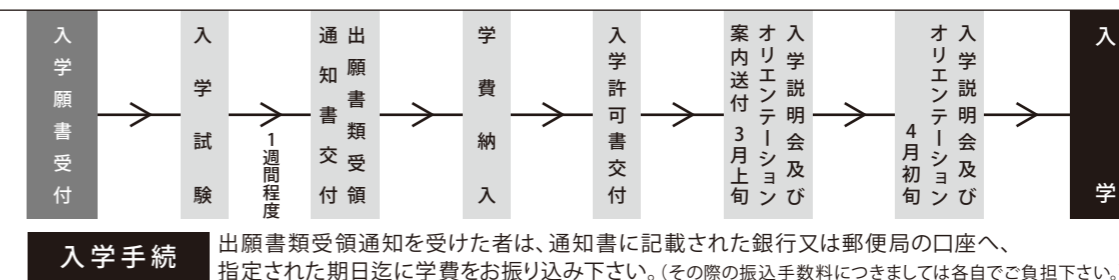 入学願書受付
入学試験
1週間程度
出願書類受領
通知書交付
学費納入
入学許可書交付
入学説明会及び
オリエンテーション
案内送付 3月上旬
入学説明会及び
オリエンテーション
4月初旬
入学
入学手続
出願書類受領通知を受けた者は、通知書に記載された銀行又は郵便局の口座へ、
指定された期日迄に学費をお振り込み下さい。(その際の振込手数料につきましては各自でご負担下さい。